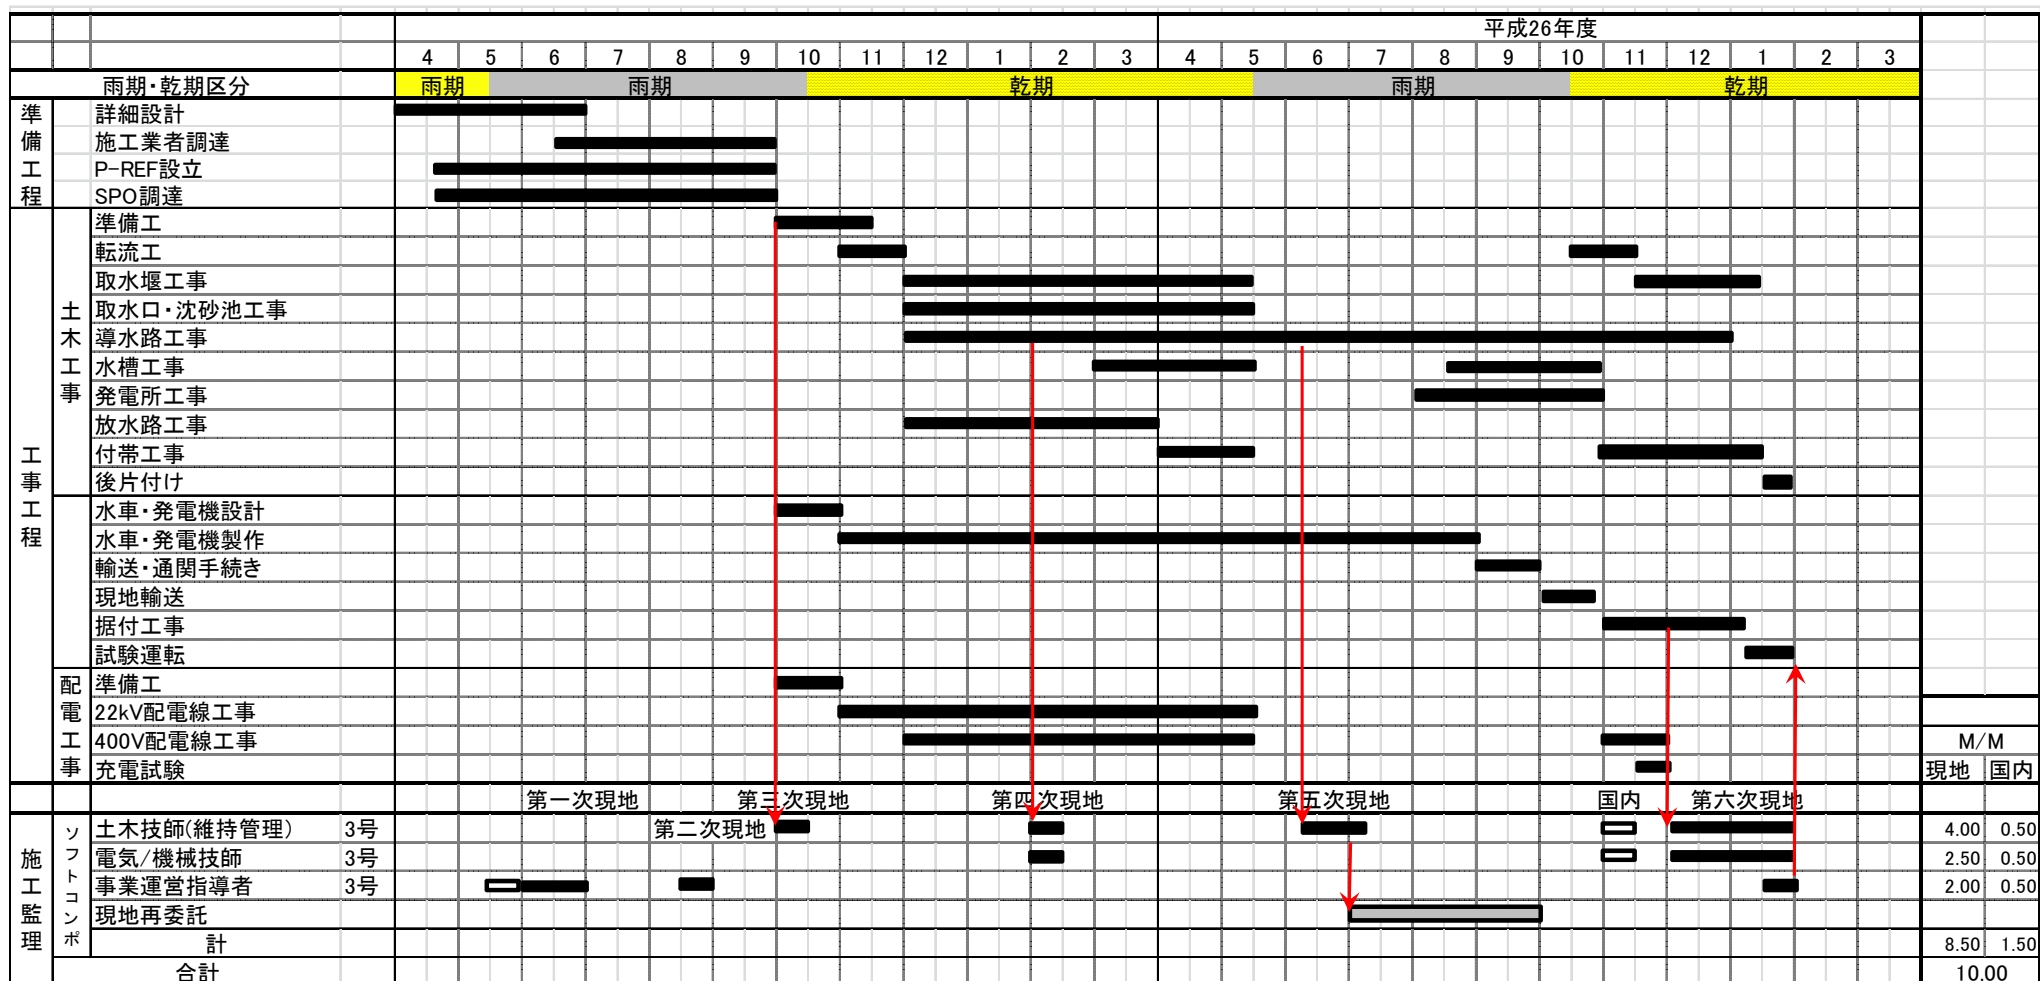 平成26年度
4 5 6 7 8 9 10 11 12 1 2 3 4 5 6 7 8 9 10 11 12 1 2 3
雨期・乾期区分 雨期 雨期 乾期 雨期 乾期
準備工程
詳細設計
施工業者調達
P-REF設立
SPO調達
工事工程
土木工事
準備工
転流工
取水堰工事
取水口・沈砂池工事
導水路工事
水槽工事
発電所工事
放水路工事
付帯工事
後片付け
水車・発電機設計
水車・発電機製作
輸送・通関手続き
現地輸送
据付工事
試験運転
配電工事
準備工
22kV配電線工事
400V配電線工事
充電試験
M/M
現地 国内
第一次現地 第三次現地 第四次現地 第五次現地 国内 第六次現地
施工監理
ソフトコンポ
土木技師(維持管理) 3号 第二次現地 4.00 0.50
電気/機械技師 3号 2.50 0.50
事業運営指導者 3号 2.00 0.50
現地再委託
計 8.50 1.50
合計 10.00